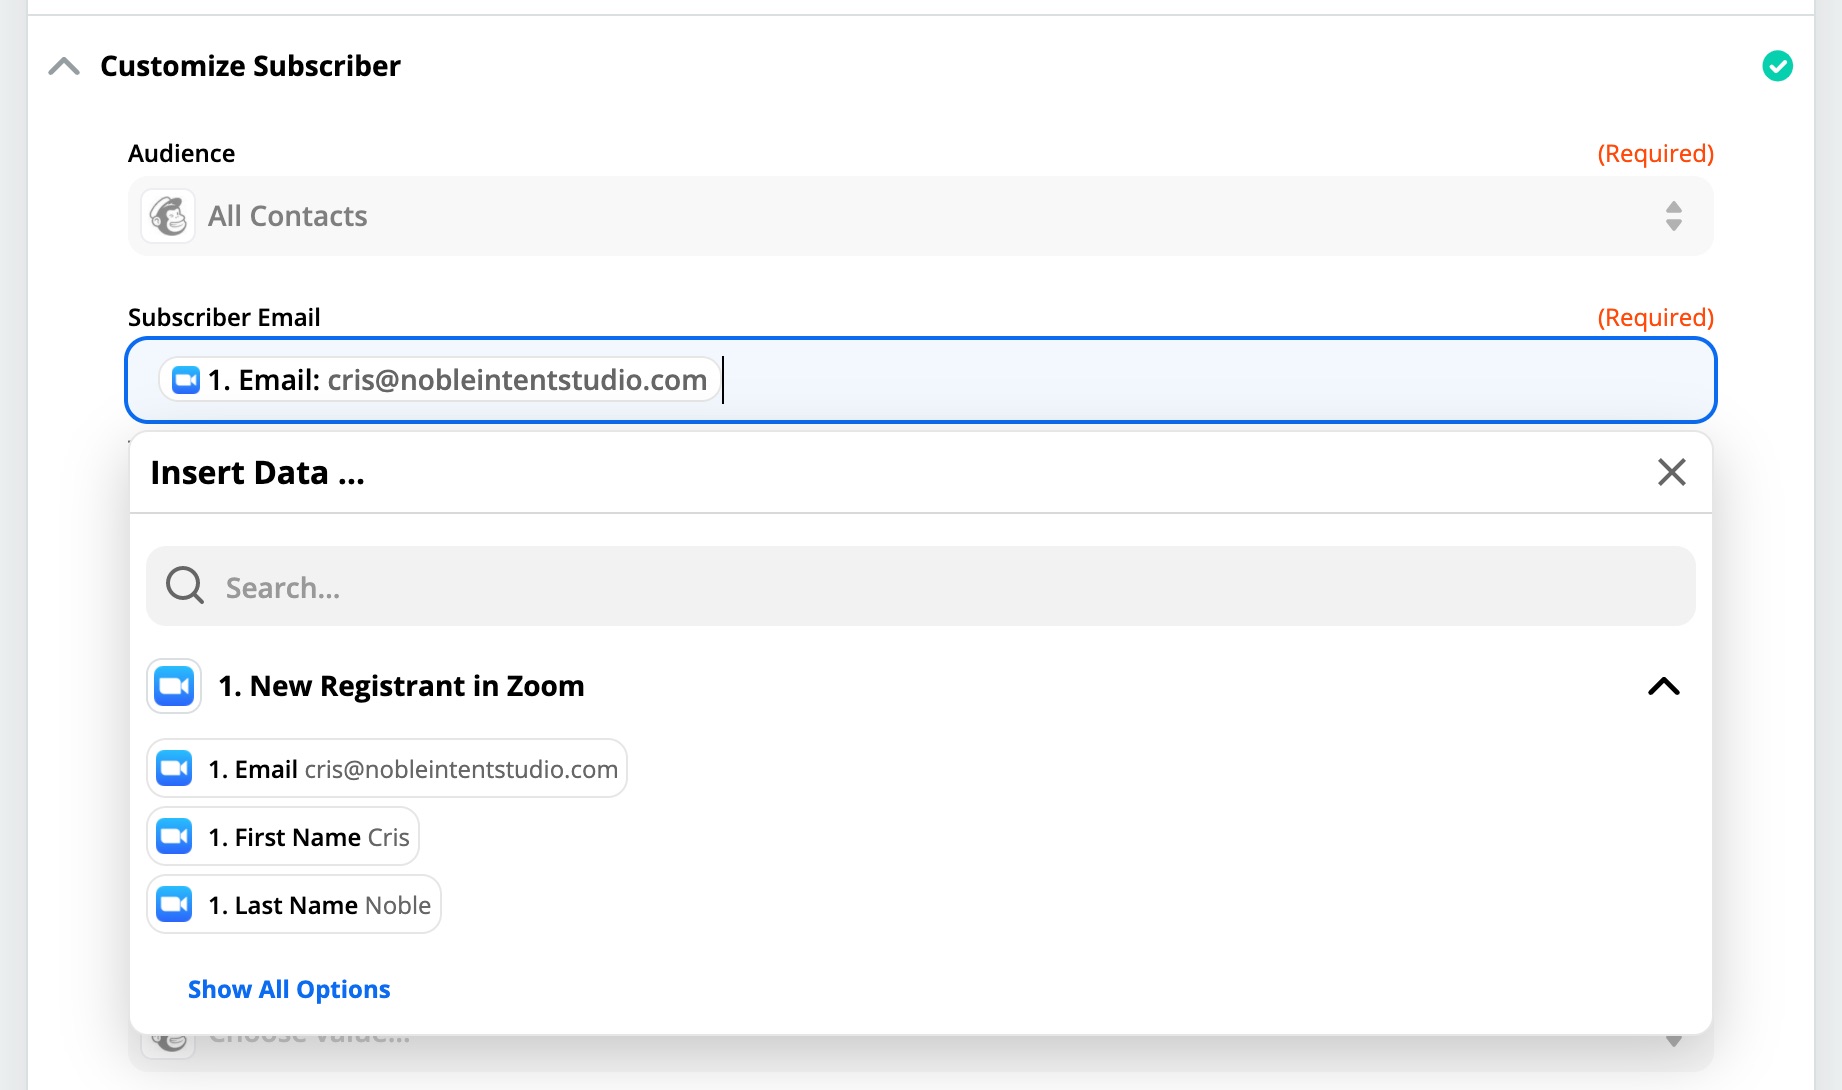 Customize Subscriber
Audience (Required)
All Contacts
Subscriber Email (Required)
1. Email: cris@nobleintentstudio.com
Insert Data ...
Search...
1. New Registrant in Zoom
1. Email cris@nobleintentstudio.com
1. First Name Cris
1. Last Name Noble
Show All Options
Choose value...